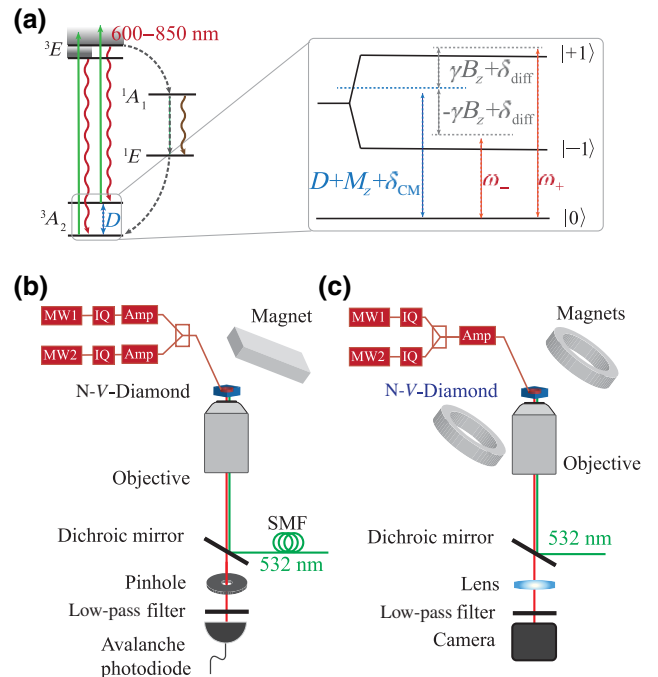 (a)
600–850 nm
³E
¹A₁
¹E
³A₂
D
|+1⟩
γB_z+δ_diff
-γB_z+δ_diff
|−1⟩
D+M_z+δ_CM
ω₋
ω₊
|0⟩
(b)
MW1 IQ Amp
MW2 IQ Amp
Magnet
N-V-Diamond
Objective
SMF
Dichroic mirror
532 nm
Pinhole
Low-pass filter
Avalanche
photodiode
(c)
MW1 IQ
MW2 IQ
Amp
Magnets
N-V-Diamond
Objective
Dichroic mirror
532 nm
Lens
Low-pass filter
Camera